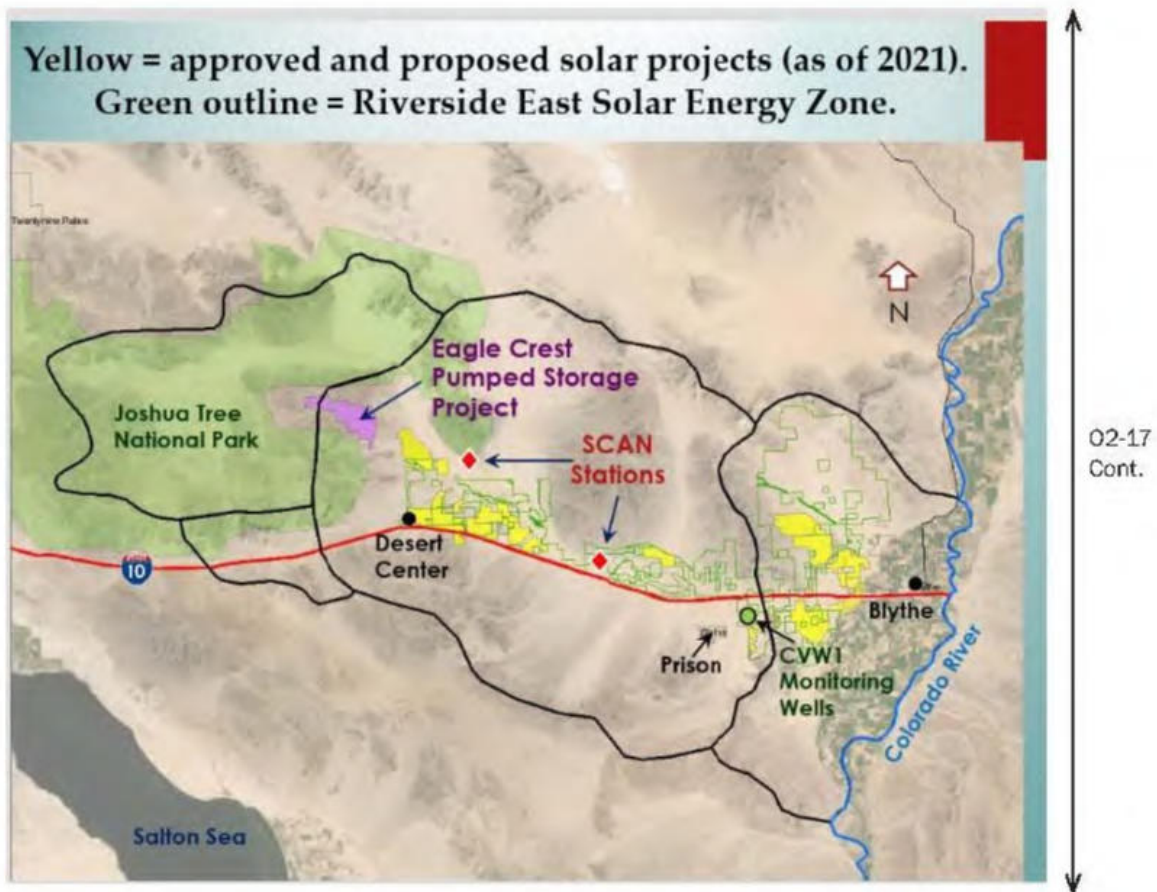 Yellow = approved and proposed solar projects (as of 2021).
Green outline = Riverside East Solar Energy Zone.
Twentynine Palms
N
Eagle Crest
Pumped Storage
Project
Joshua Tree
National Park
SCAN
Stations
O2-17
Cont.
Desert
Center
10
Blythe
Prison
CVW1
Monitoring
Wells
Colorado River
Salton Sea